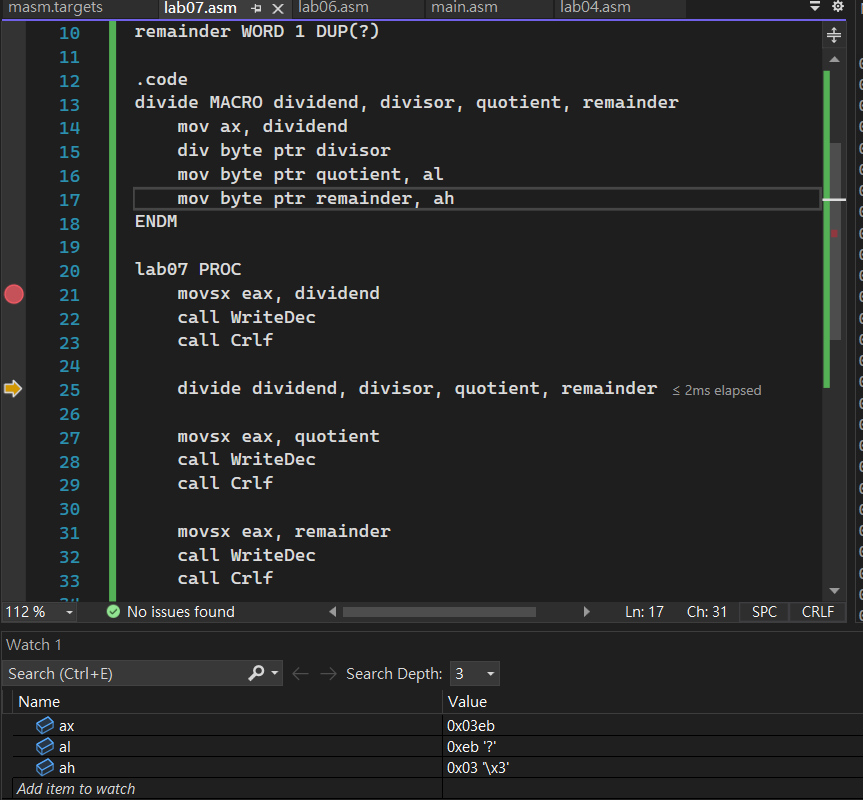 masm.targets lab07.asm lab06.asm main.asm lab04.asm
10 remainder WORD 1 DUP(?)
11
12 .code
13 divide MACRO dividend, divisor, quotient, remainder
14 mov ax, dividend
15 div byte ptr divisor
16 mov byte ptr quotient, al
17 mov byte ptr remainder, ah
18 ENDM
19
20 lab07 PROC
21 movsx eax, dividend
22 call WriteDec
23 call Crlf
24
25 divide dividend, divisor, quotient, remainder ≤ 2ms elapsed
26
27 movsx eax, quotient
28 call WriteDec
29 call Crlf
30
31 movsx eax, remainder
32 call WriteDec
33 call Crlf
112 % No issues found Ln: 17 Ch: 31 SPC CRLF
Watch 1
Search (Ctrl+E) Search Depth: 3
Name Value
ax 0x03eb
al 0xeb '?'
ah 0x03 '\x3'
Add item to watch